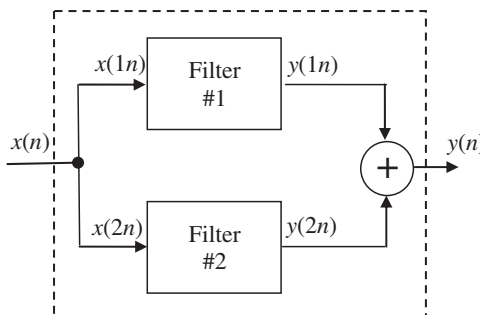 x(1n)
Filter
#1
y(1n)
x(n)
+
y(n)
x(2n)
Filter
#2
y(2n)